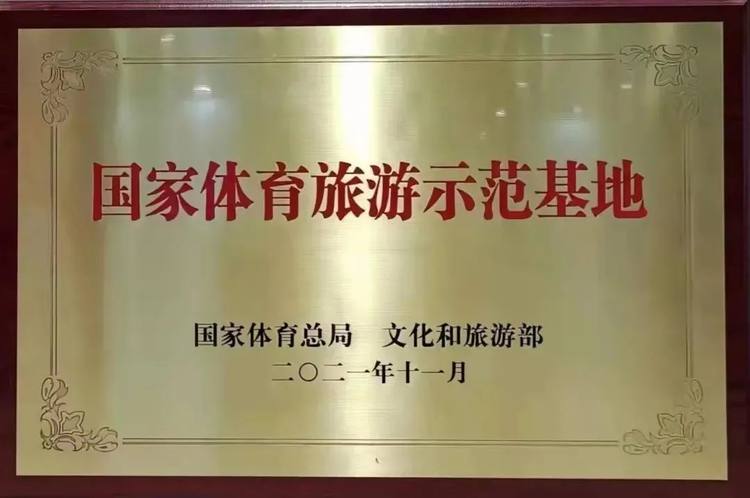 国家体育旅游示范基地
国家体育总局 文化和旅游部
二〇二一年十一月